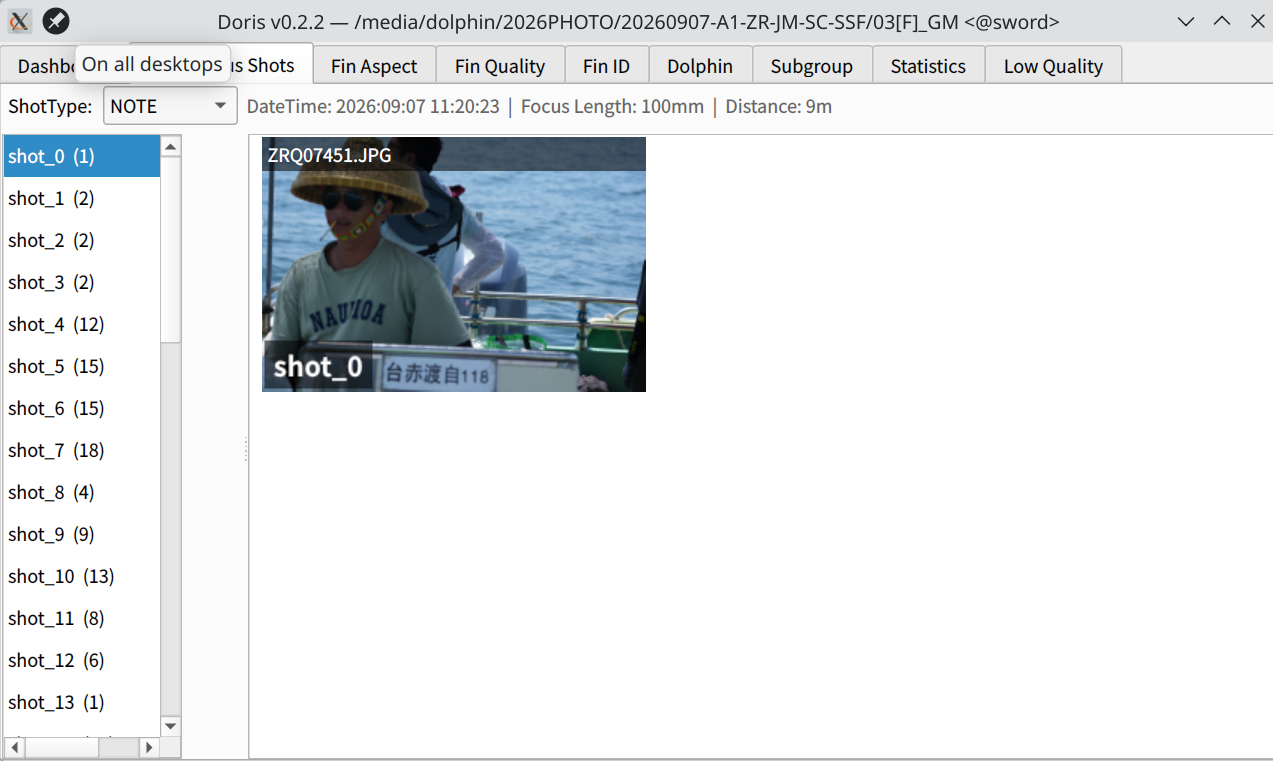 Doris v0.2.2 — /media/dolphin/2026PHOTO/20260907-A1-ZR-JM-SC-SSF/03[F]_GM <@sword>
On all desktops
Dashb
us Shots
Fin Aspect
Fin Quality
Fin ID
Dolphin
Subgroup
Statistics
Low Quality
ShotType:
NOTE
DateTime: 2026:09:07 11:20:23 | Focus Length: 100mm | Distance: 9m
shot_0 (1)
shot_1 (2)
shot_2 (2)
shot_3 (2)
shot_4 (12)
shot_5 (15)
shot_6 (15)
shot_7 (18)
shot_8 (4)
shot_9 (9)
shot_10 (13)
shot_11 (8)
shot_12 (6)
shot_13 (1)
ZRQ07451.JPG
shot_0
台赤渡自118